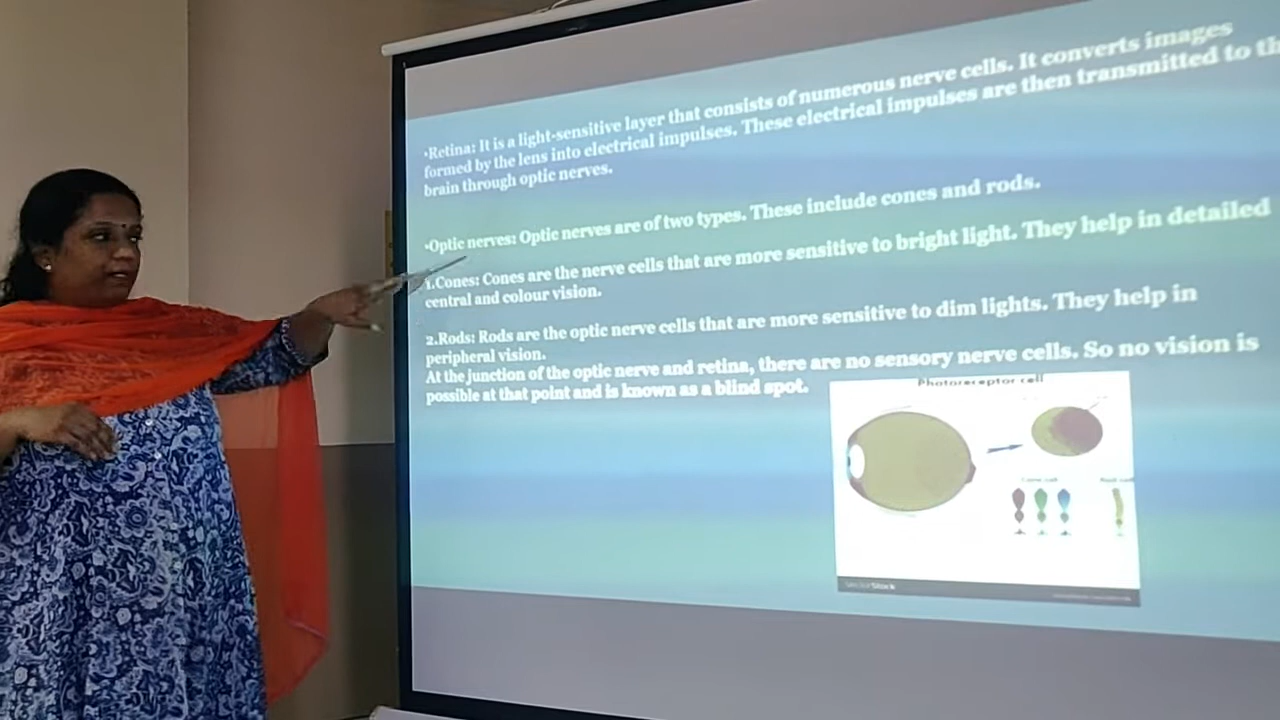 •Retina: It is a light-sensitive layer that consists of numerous nerve cells. It converts images
formed by the lens into electrical impulses. These electrical impulses are then transmitted to th
brain through optic nerves.
•Optic nerves: Optic nerves are of two types. These include cones and rods.
1.Cones: Cones are the nerve cells that are more sensitive to bright light. They help in detailed
central and colour vision.
2.Rods: Rods are the optic nerve cells that are more sensitive to dim lights. They help in
peripheral vision.
At the junction of the optic nerve and retina, there are no sensory nerve cells. So no vision is
possible at that point and is known as a blind spot.
Photoreceptor cell
Cone cell
VectorStock